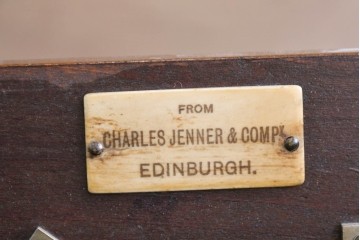 FROM
CHARLES JENNER & COMPY
EDINBURGH.